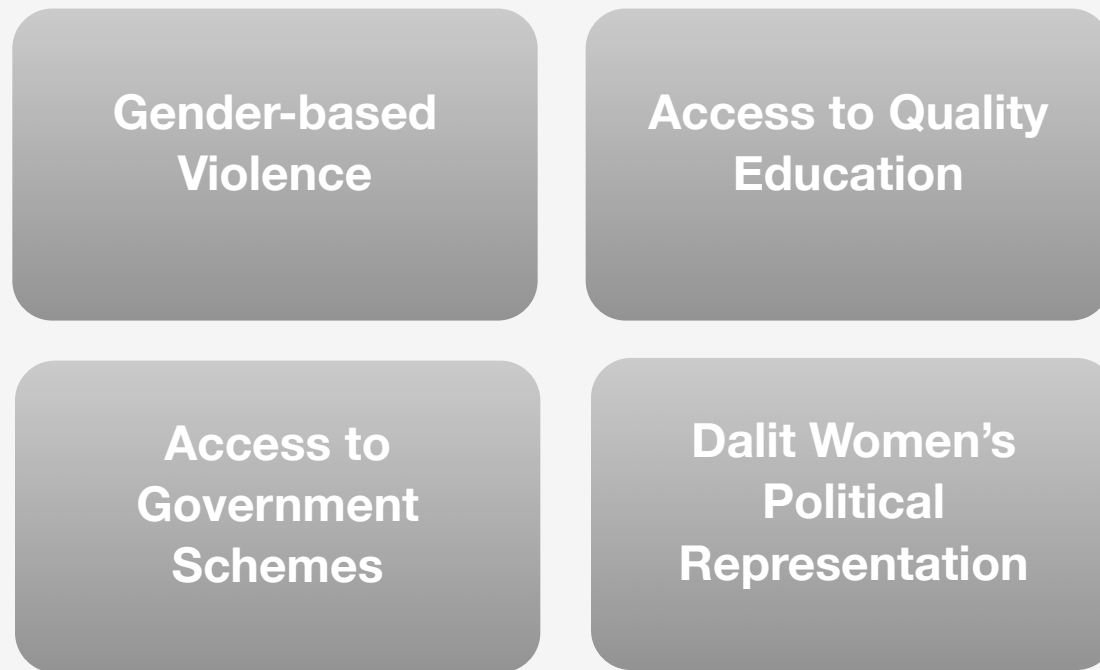 Gender-based
Violence
Access to Quality
Education
Access to
Government
Schemes
Dalit Women’s
Political
Representation